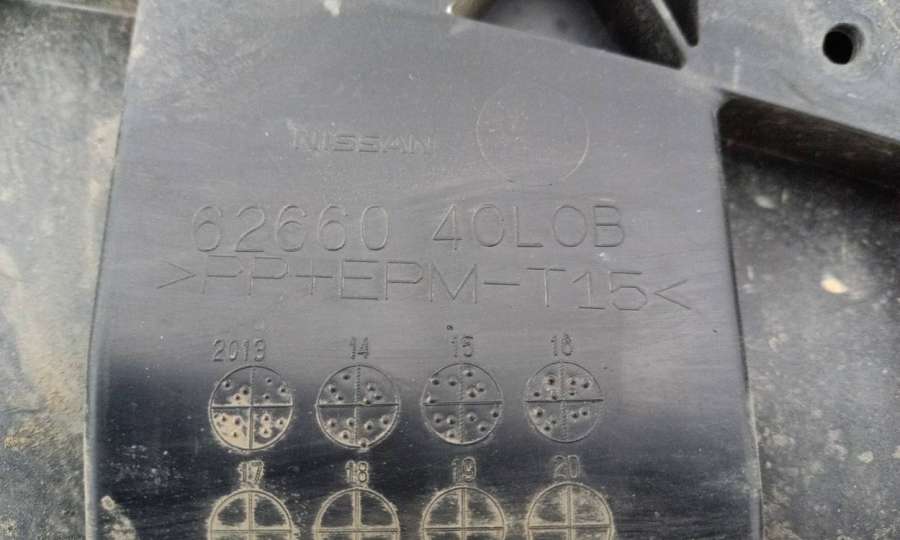 NISSAN
62660 4CL0B
>PP+EPM-T15<
2013 14 15 16
17 18 19 20